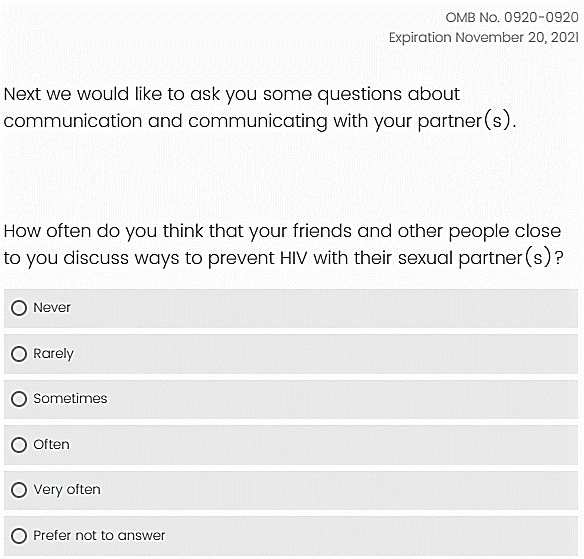 OMB No. 0920-0920
Expiration November 20, 2021
Next we would like to ask you some questions about
communication and communicating with your partner(s).
How often do you think that your friends and other people close
to you discuss ways to prevent HIV with their sexual partner(s)?
Never
Rarely
Sometimes
Often
Very often
Prefer not to answer